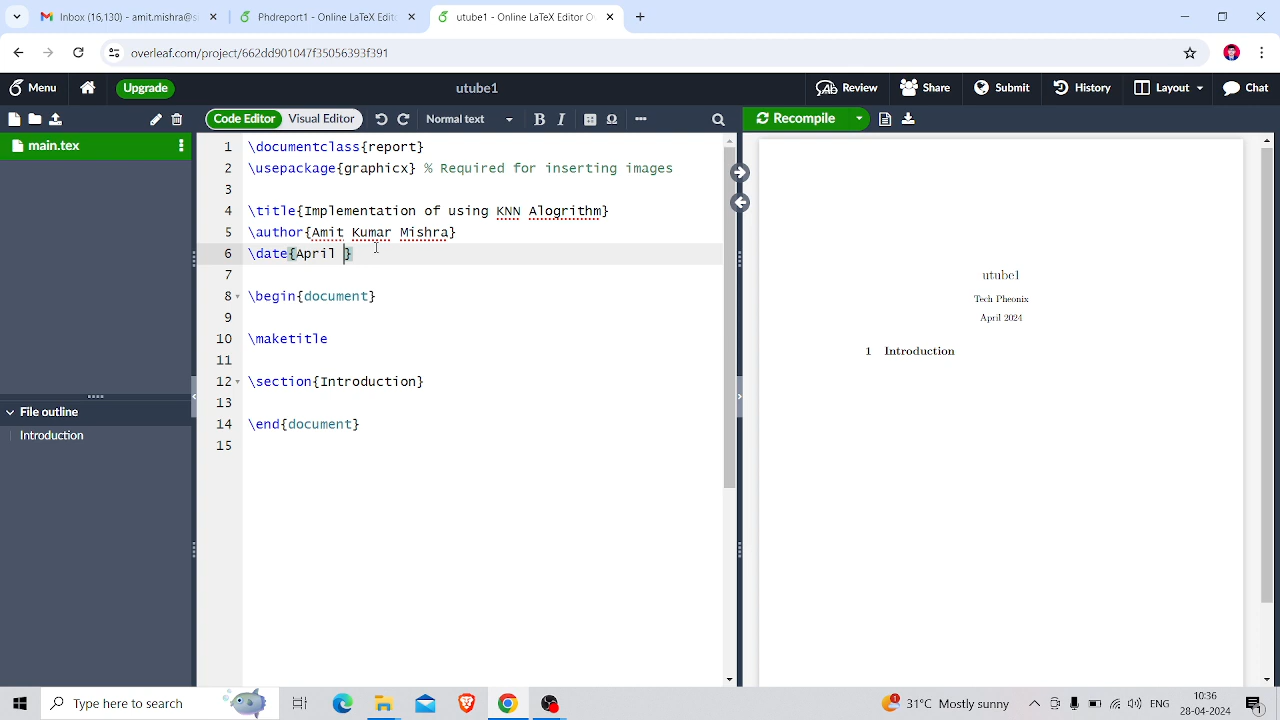 Inbox (16,130) - amit.mishra@s
Phdreport1 - Online LaTeX Edit
utube1 - Online LaTeX Editor O
overleaf.com/project/662dd901047f35056393f391
Menu
Upgrade
utube1
Review
Share
Submit
History
Layout
Chat
Code Editor
Visual Editor
Normal text
B
I
Ω
Recompile
main.tex
1 \documentclass{report}
2 \usepackage{graphicx} % Required for inserting images
3
4 \title{Implementation of using KNN Alogrithm}
5 \author{Amit Kumar Mishra}
6 \date{April }
7
8 \begin{document}
9
10 \maketitle
11
12 \section{Introduction}
13
14 \end{document}
15
File outline
Introduction
utube1
Tech Pheonix
April 2024
1 Introduction
Type here to search
1
31°C Mostly sunny
ENG
10:36
28-04-2024
1